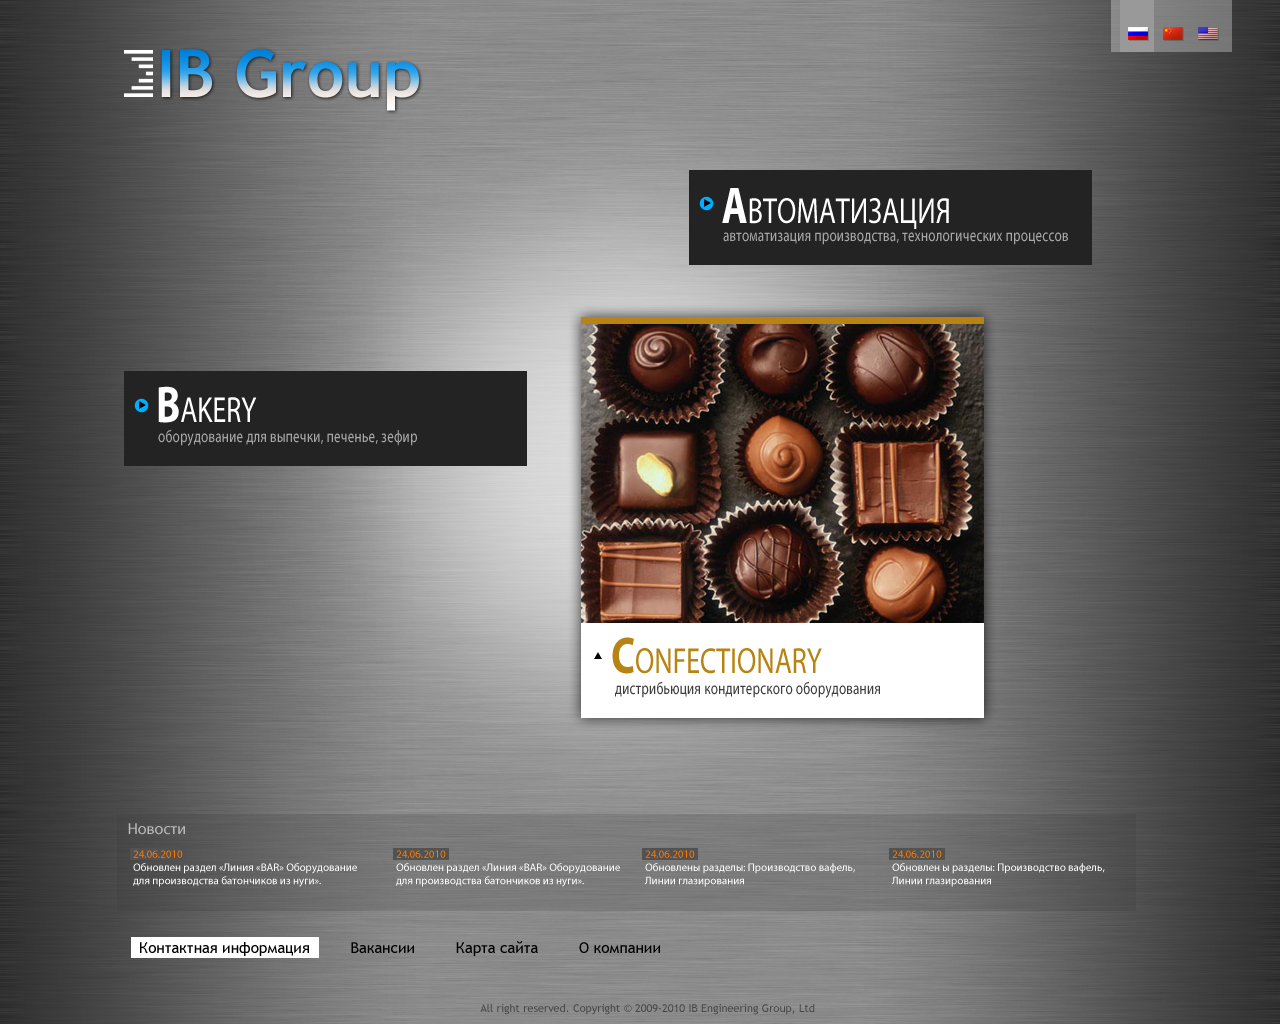 IB Group
АВТОМАТИЗАЦИЯ
автоматизация производства, технологических процессов
BAKERY
оборудование для выпечки, печенье, зефир
CONFECTIONARY
дистрибьюция кондитерского оборудования
Новости
24.06.2010
Обновлен раздел «Линия «BAR» Оборудование
для производства батончиков из нуги».
24.06.2010
Обновлен раздел «Линия «BAR» Оборудование
для производства батончиков из нуги».
24.06.2010
Обновлены разделы: Производство вафель,
Линии глазирования
24.06.2010
Обновлен ы разделы: Производство вафель,
Линии глазирования
Контактная информация Вакансии Карта сайта О компании
All right reserved. Copyright © 2009-2010 IB Engineering Group, Ltd